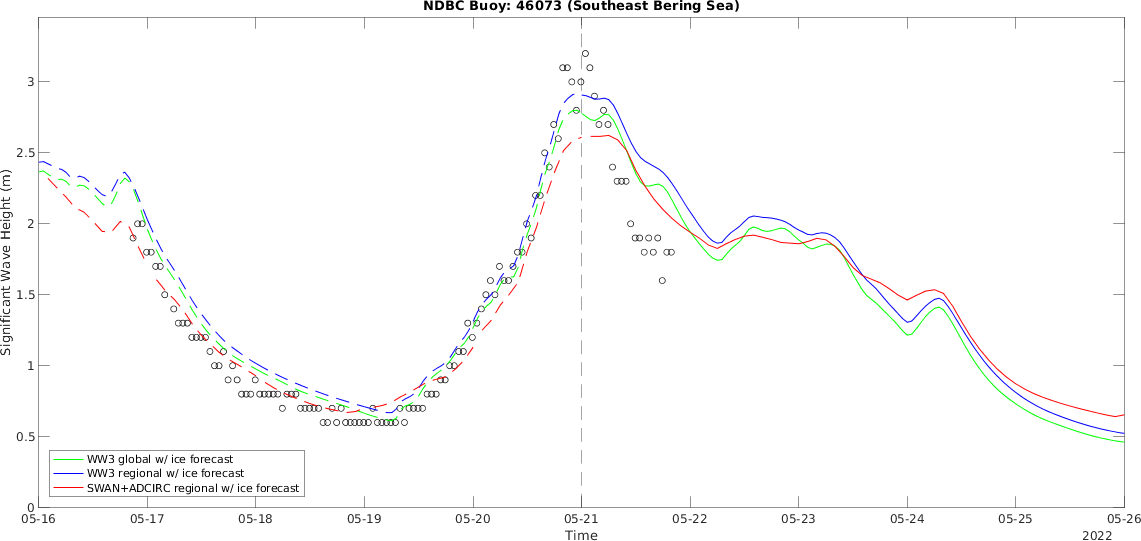 NDBC Buoy: 46073 (Southeast Bering Sea)
Significant Wave Height (m)
3
2.5
2
1.5
1
0.5
0
WW3 global w/ ice forecast
WW3 regional w/ ice forecast
SWAN+ADCIRC regional w/ ice forecast
05-16 05-17 05-18 05-19 05-20 05-21 05-22 05-23 05-24 05-25 05-26
Time
2022